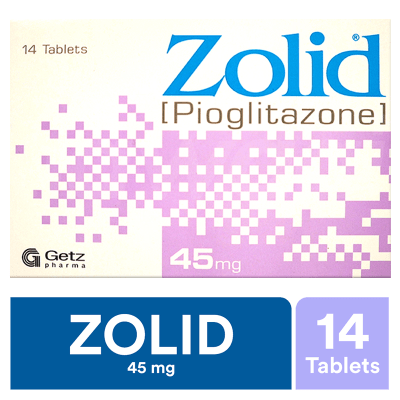 14 Tablets
Zolid®
[Pioglitazone]
Getz
pharma
45mg
ZOLID
45 mg
14
Tablets